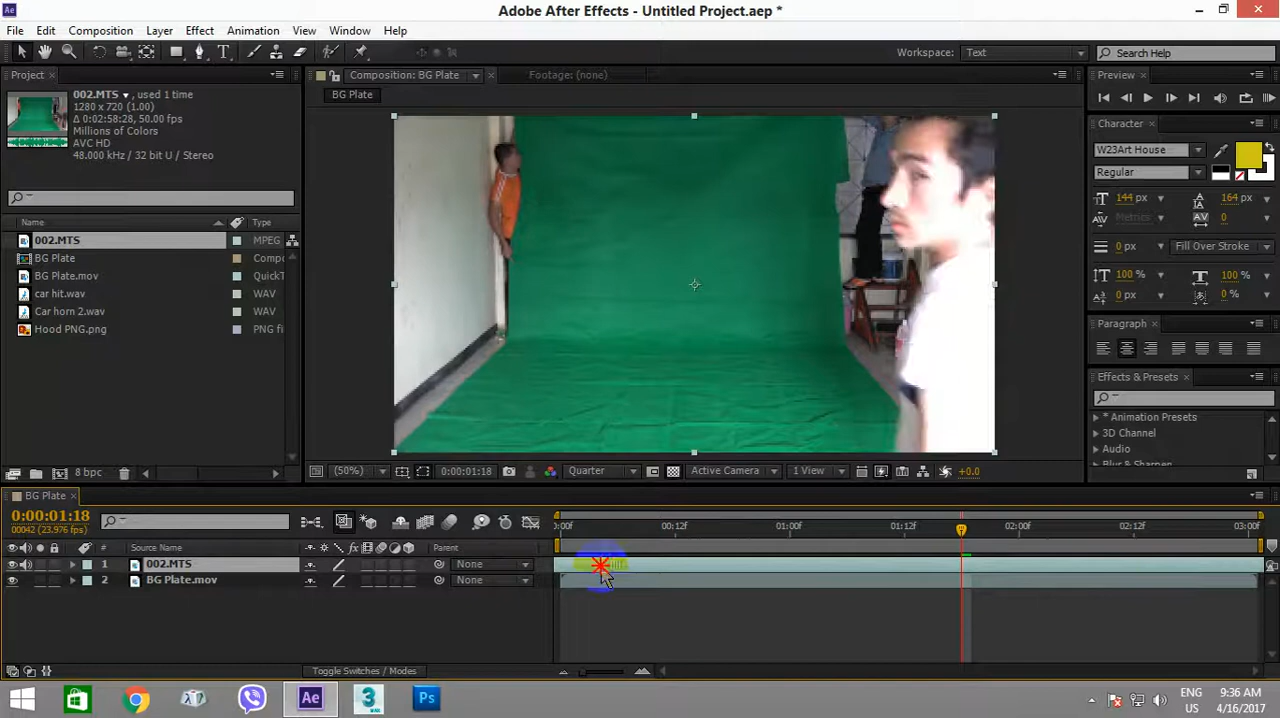 Adobe After Effects - Untitled Project.aep *
File Edit Composition Layer Effect Animation View Window Help
Workspace: Text Search Help
Project
Composition: BG Plate Footage: (none)
Preview
002.MTS , used 1 time
1280 x 720 (1.00)
Δ 0:02:58:28, 50.00 fps
Millions of Colors
AVC HD
48.000 kHz / 32 bit U / Stereo
BG Plate
Character
W23Art House
Regular
144 px 164 px
Metrics 0
0 px Fill Over Stroke
100 % 100 %
0 px 0 %
Name Type
002.MTS MPEG
BG Plate Compo
BG Plate.mov QuickT
car hit.wav WAV
Car horn 2.wav WAV
Hood PNG.png PNG fi
Paragraph
Effects & Presets
* Animation Presets
3D Channel
Audio
Blur & Sharpen
8 bpc
(50%) 0:00:01:18 Quarter Active Camera 1 View +0.0
BG Plate
0:00:01:18
00042 (23.976 fps)
0:00f 00:12f 01:00f 01:12f 02:00f 02:12f 03:00f
# Source Name Parent
1 002.MTS None
2 BG Plate.mov None
Toggle Switches / Modes
Ae Ps
ENG 9:36 AM
US 4/16/2017